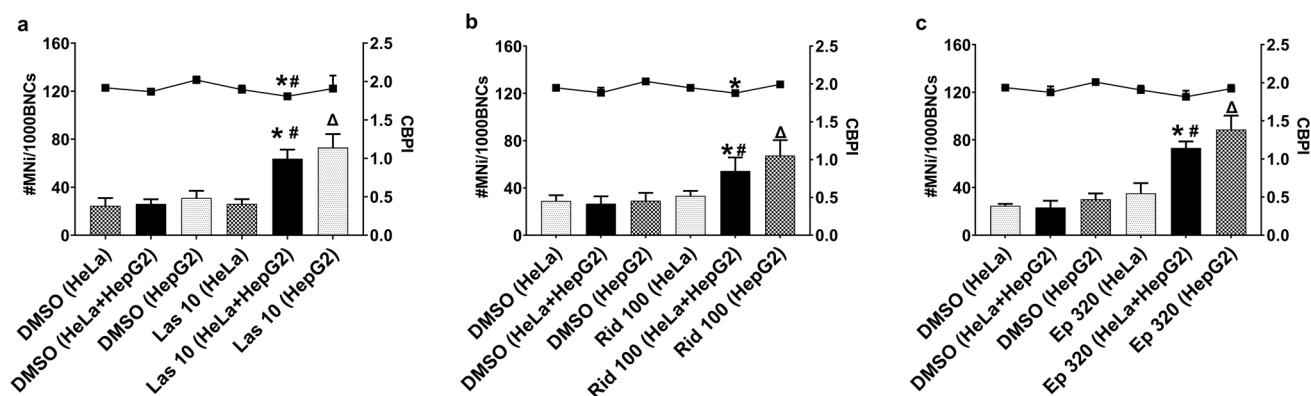 a
160
120
80
40
0
#MNi/1000BNCs
2.5
2.0
1.5
1.0
0.5
0.0
CBPI
*#
* #
Δ
DMSO (HeLa)
DMSO (HeLa+HepG2)
DMSO (HepG2)
Las 10 (HeLa)
Las 10 (HeLa+HepG2)
Las 10 (HepG2)
b
160
120
80
40
0
#MNi/1000BNCs
2.5
2.0
1.5
1.0
0.5
0.0
CBPI
*
*#
Δ
DMSO (HeLa)
DMSO (HeLa+HepG2)
DMSO (HepG2)
Rid 100 (HeLa)
Rid 100 (HeLa+HepG2)
Rid 100 (HepG2)
c
160
120
80
40
0
#MNi/1000BNCs
2.5
2.0
1.5
1.0
0.5
0.0
CBPI
*#
Δ
DMSO (HeLa)
DMSO (HeLa+HepG2)
DMSO (HepG2)
Ep 320 (HeLa)
Ep 320 (HeLa+HepG2)
Ep 320 (HepG2)